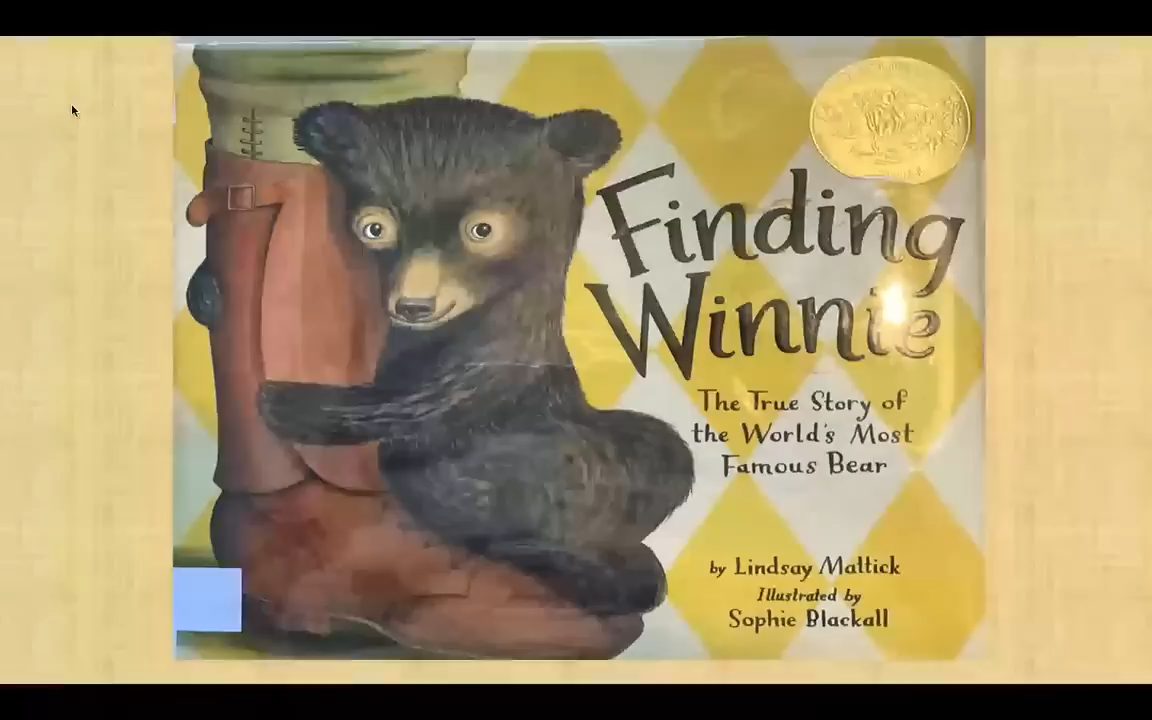 Finding
Winnie
The True Story of
the World's Most
Famous Bear
by Lindsay Mattick
Illustrated by
Sophie Blackall